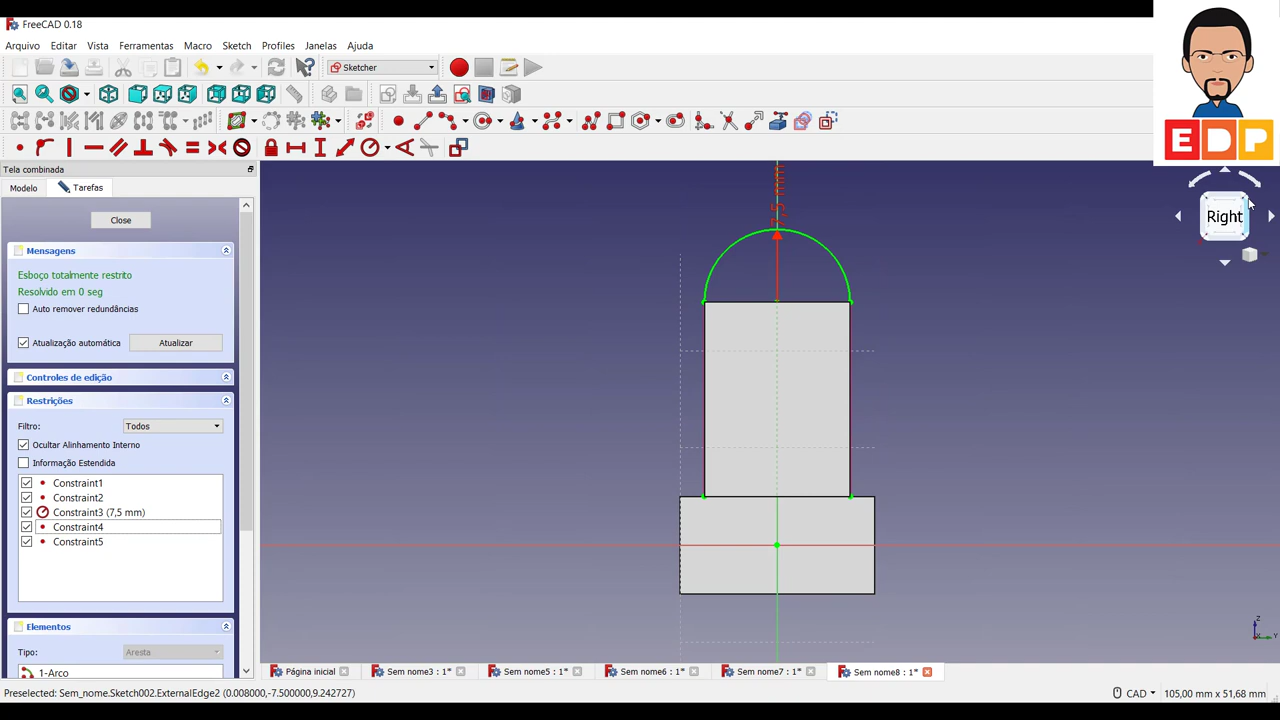 FreeCAD 0.18
Arquivo Editar Vista Ferramentas Macro Sketch Profiles Janelas Ajuda
Sketcher
EDP
Tela combinada
Modelo Tarefas
Close
Mensagens
Esboço totalmente restrito
Resolvido em 0 seg
Auto remover redundâncias
Atualização automática Atualizar
Controles de edição
Restrições
Filtro: Todos
Ocultar Alinhamento Interno
Informação Estendida
Constraint1
Constraint2
Constraint3 (7,5 mm)
Constraint4
Constraint5
Elementos
Tipo: Aresta
1-Arco
7,5 mm
Right
Z
Y
Página inicial Sem nome3 : 1* Sem nome5 : 1* Sem nome6 : 1* Sem nome7 : 1* Sem nome8 : 1*
Preselected: Sem_nome.Sketch002.ExternalEdge2 (0.008000,-7.500000,9.242727)
CAD 105,00 mm x 51,68 mm